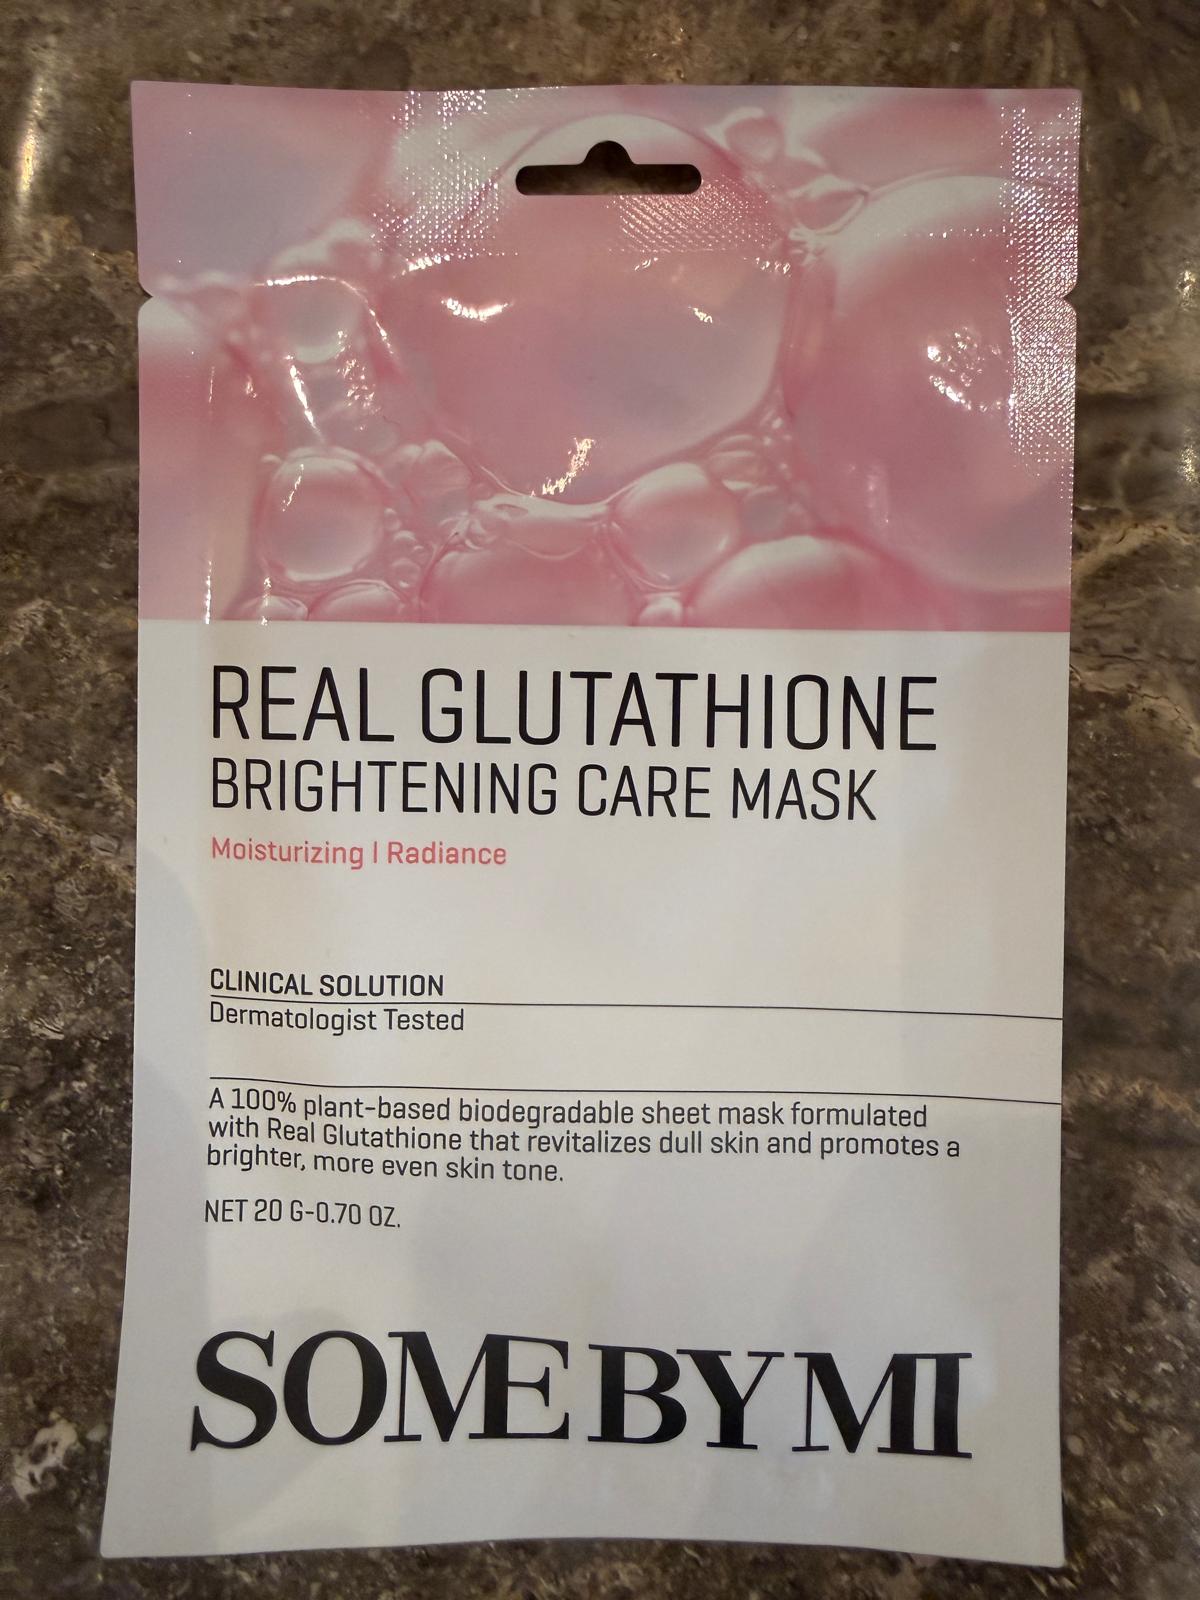 REAL GLUTATHIONE
BRIGHTENING CARE MASK
Moisturizing | Radiance
CLINICAL SOLUTION
Dermatologist Tested
A 100% plant-based biodegradable sheet mask formulated
with Real Glutathione that revitalizes dull skin and promotes a
brighter, more even skin tone.
NET 20 G-0.70 OZ.
SOME BY MI